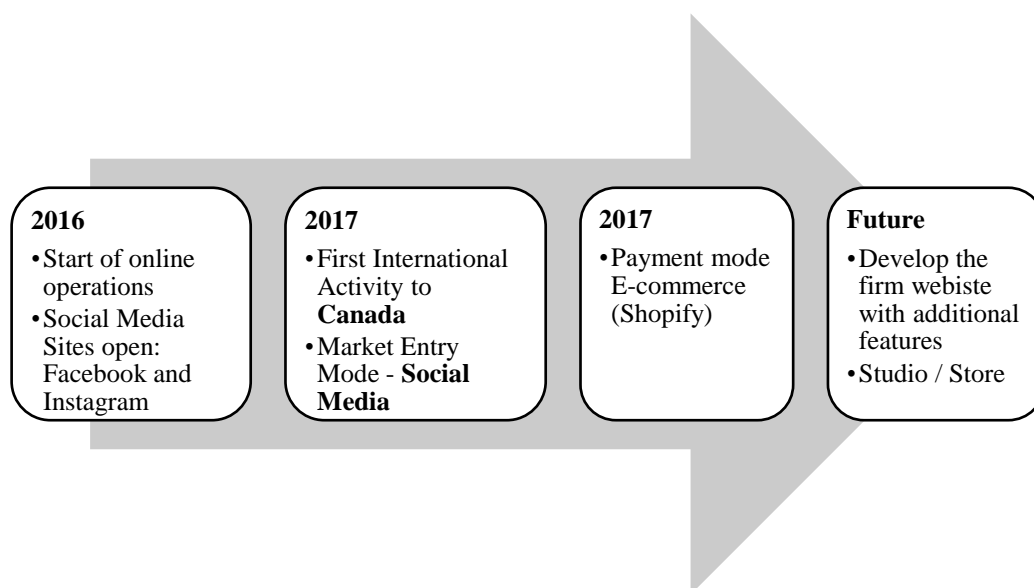 2016
•Start of online
operations
•Social Media
Sites open:
Facebook and
Instagram
2017
•First International
Activity to
Canada
•Market Entry
Mode - Social
Media
2017
•Payment mode
E-commerce
(Shopify)
Future
•Develop the
firm webiste
with additional
features
•Studio / Store